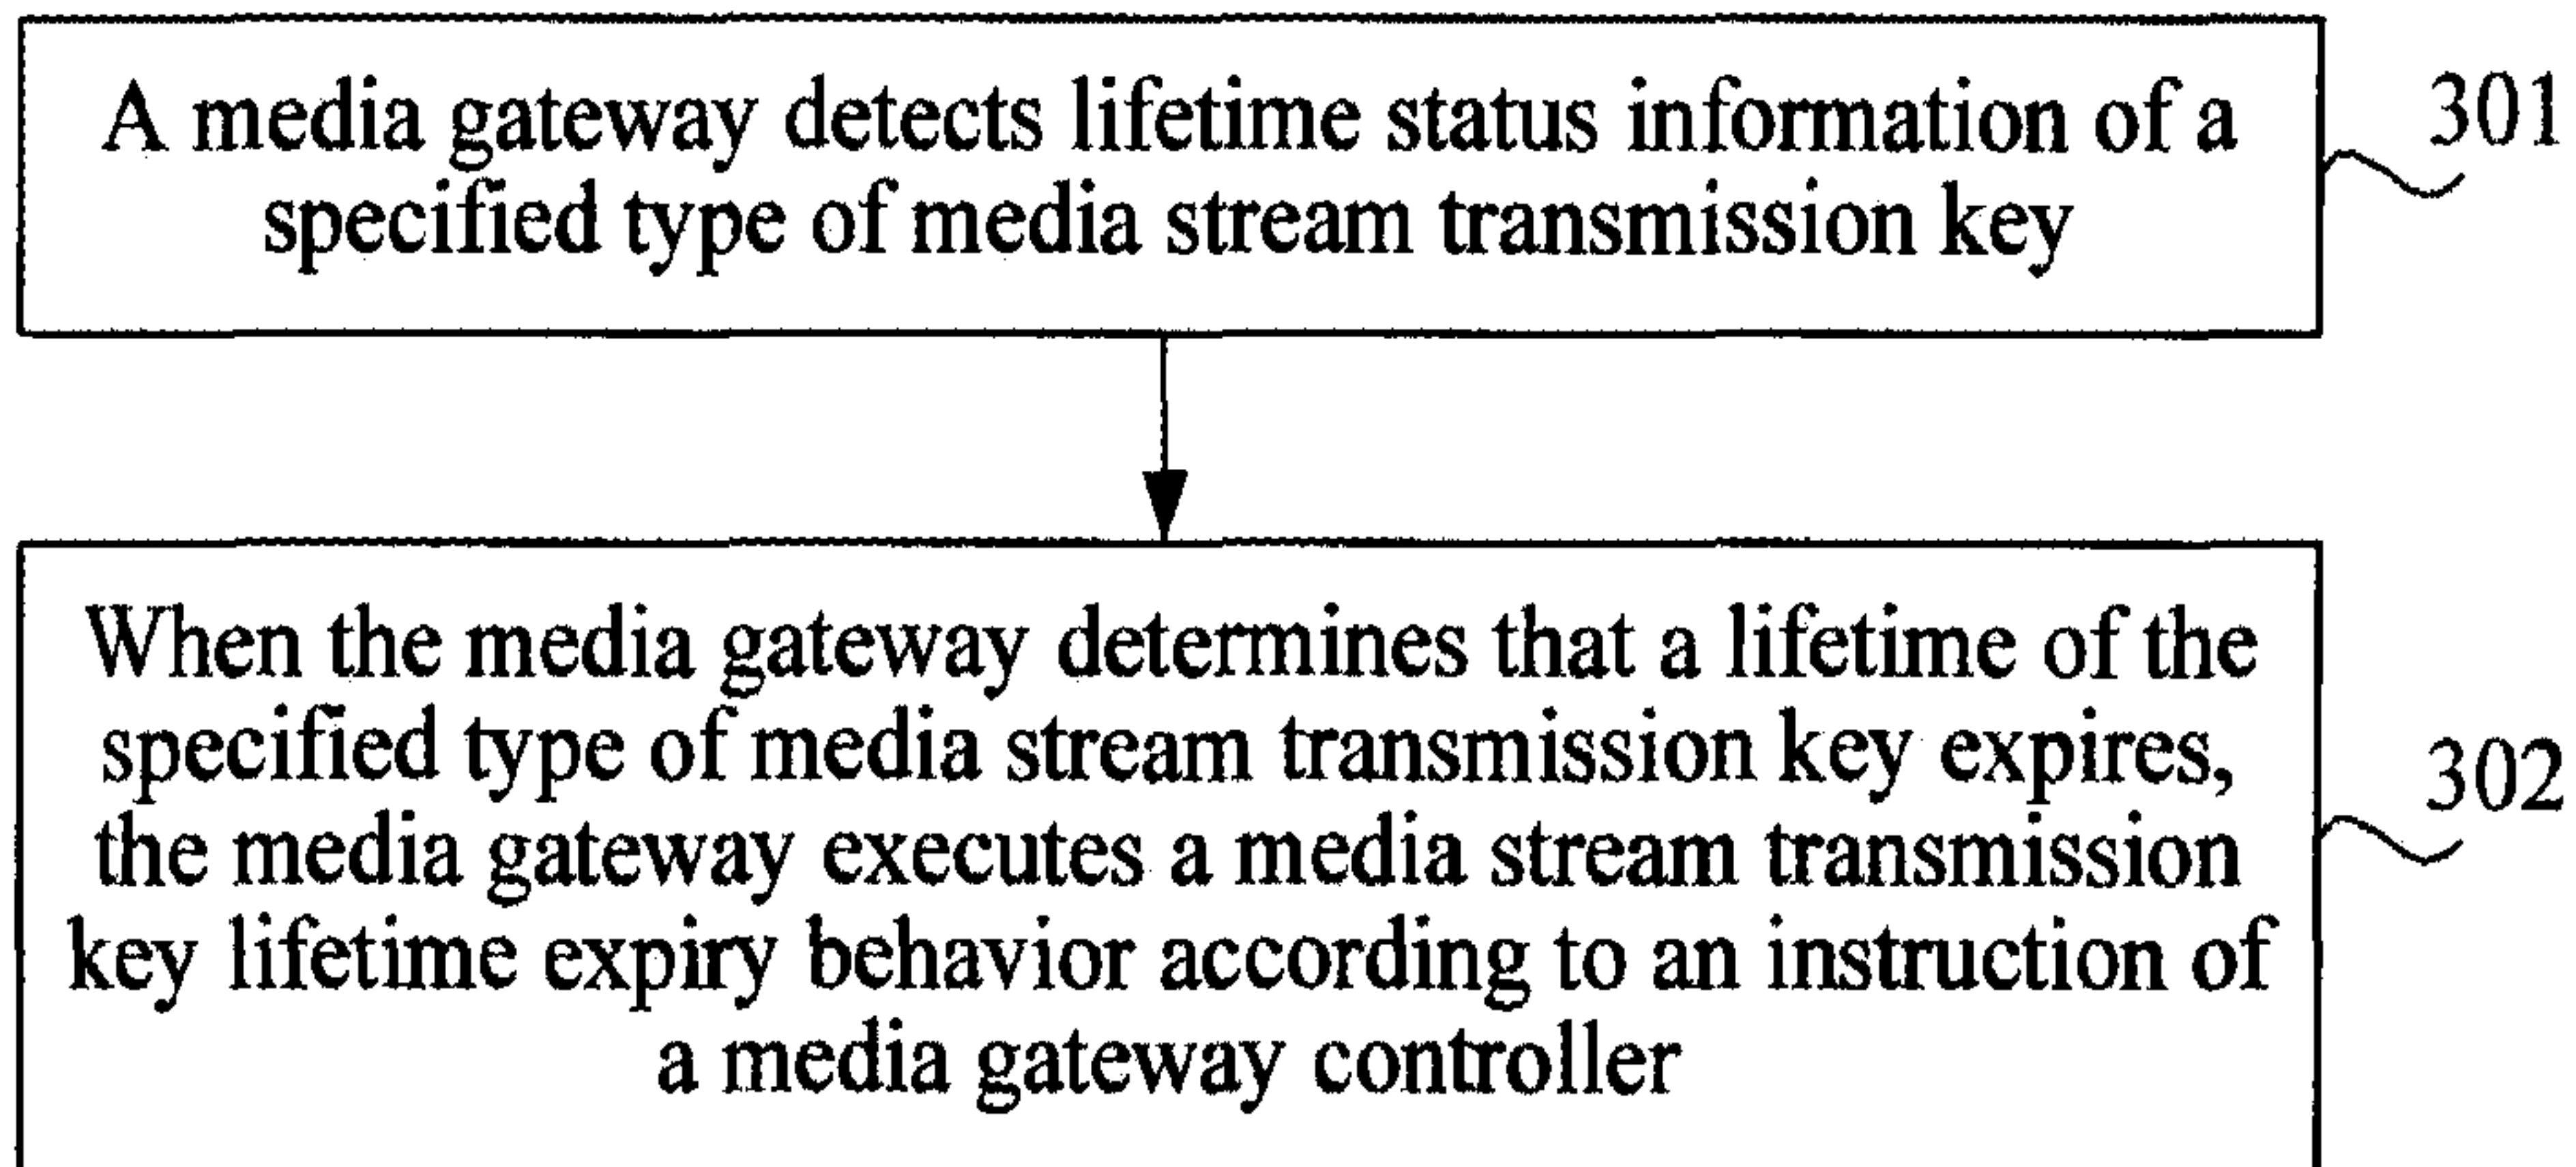 A media gateway detects lifetime status information of a
specified type of media stream transmission key
301
When the media gateway determines that a lifetime of the
specified type of media stream transmission key expires,
the media gateway executes a media stream transmission
key lifetime expiry behavior according to an instruction of
a media gateway controller
302